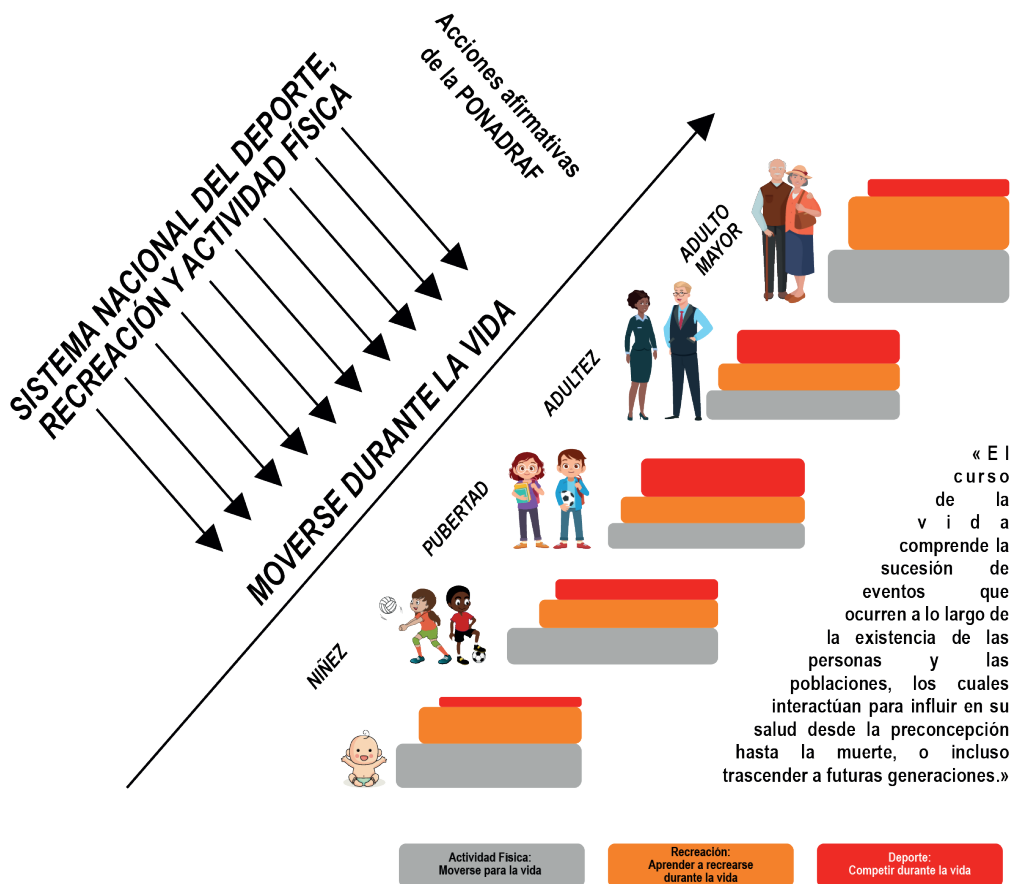 SISTEMA NACIONAL DEL DEPORTE,
RECREACIÓN Y ACTIVIDAD FÍSICA
Acciones afirmativas
de la PONADRAF
MOVERSE DURANTE LA VIDA
ADULTO
MAYOR
ADULTEZ
PUBERTAD
NIÑEZ
«El
curso
de la
vida
comprende la
sucesión de
eventos que
ocurren a lo largo de
la existencia de las
personas y las
poblaciones, los cuales
interactúan para influir en su
salud desde la preconcepción
hasta la muerte, o incluso
trascender a futuras generaciones.»
Actividad Física:
Moverse para la vida
Recreación:
Aprender a recrearse
durante la vida
Deporte:
Competir durante la vida